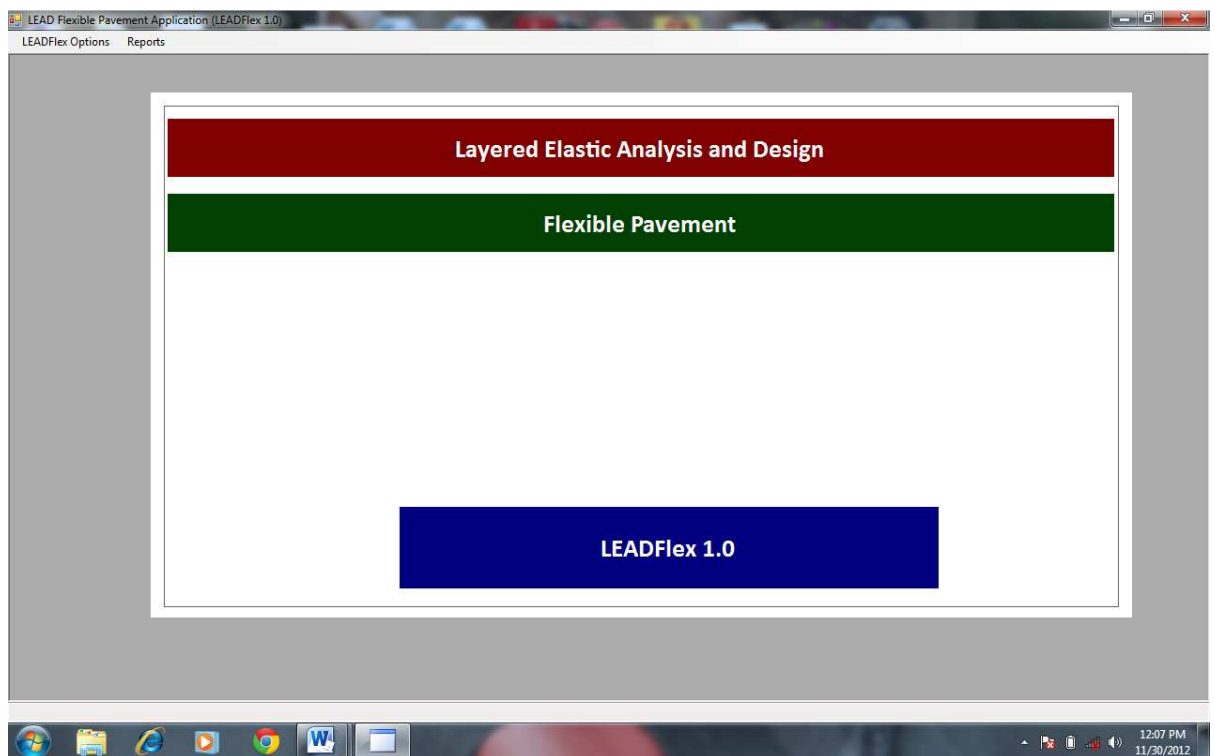 LEAD Flexible Pavement Application (LEADFlex 1.0)
LEADFlex Options Reports
Layered Elastic Analysis and Design
Flexible Pavement
LEADFlex 1.0
W
12:07 PM
11/30/2012